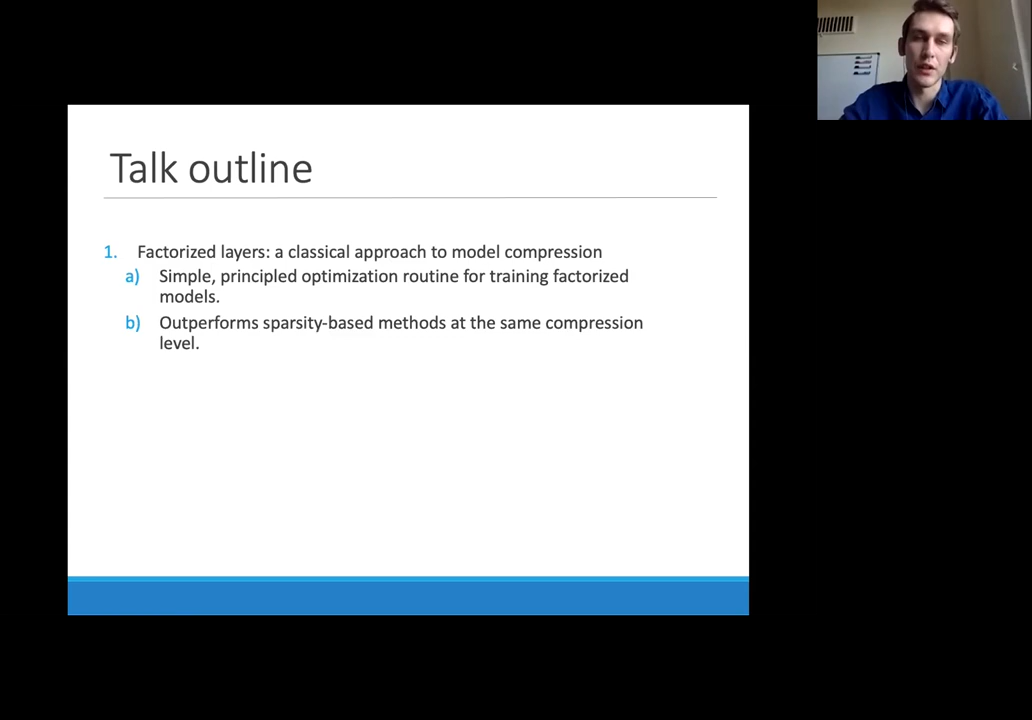 Talk outline
1. Factorized layers: a classical approach to model compression
a) Simple, principled optimization routine for training factorized
models.
b) Outperforms sparsity-based methods at the same compression
level.